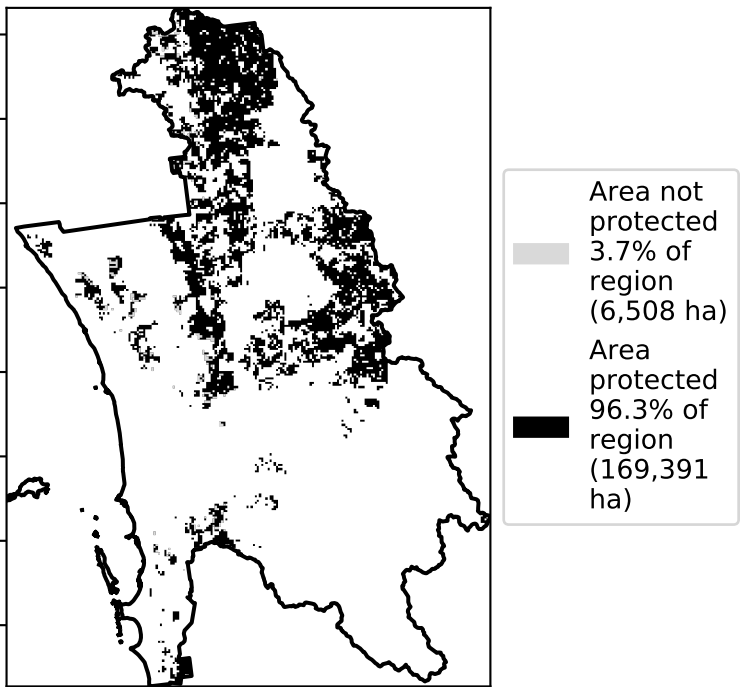 Area not
protected
3.7% of
region
(6,508 ha)
Area
protected
96.3% of
region
(169,391
ha)